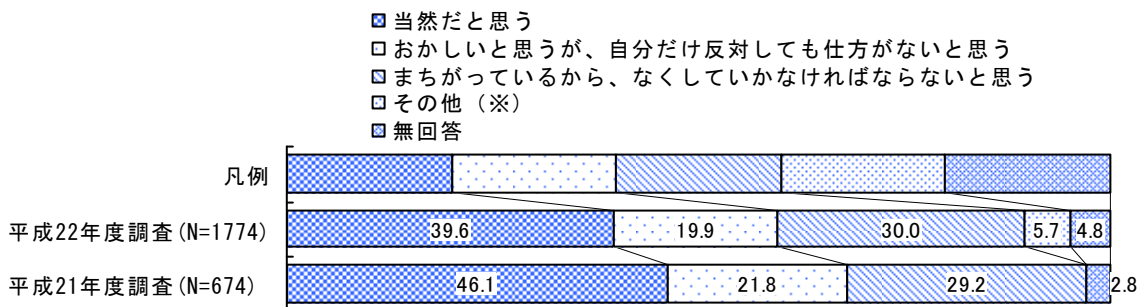 当然だと思う
おかしいと思うが、自分だけ反対しても仕方がないと思う
まちがっているから、なくしていかなければならないと思う
その他（※）
無回答
凡例
平成22年度調査(N=1774) 39.6 19.9 30.0 5.7 4.8
平成21年度調査(N=674) 46.1 21.8 29.2 2.8